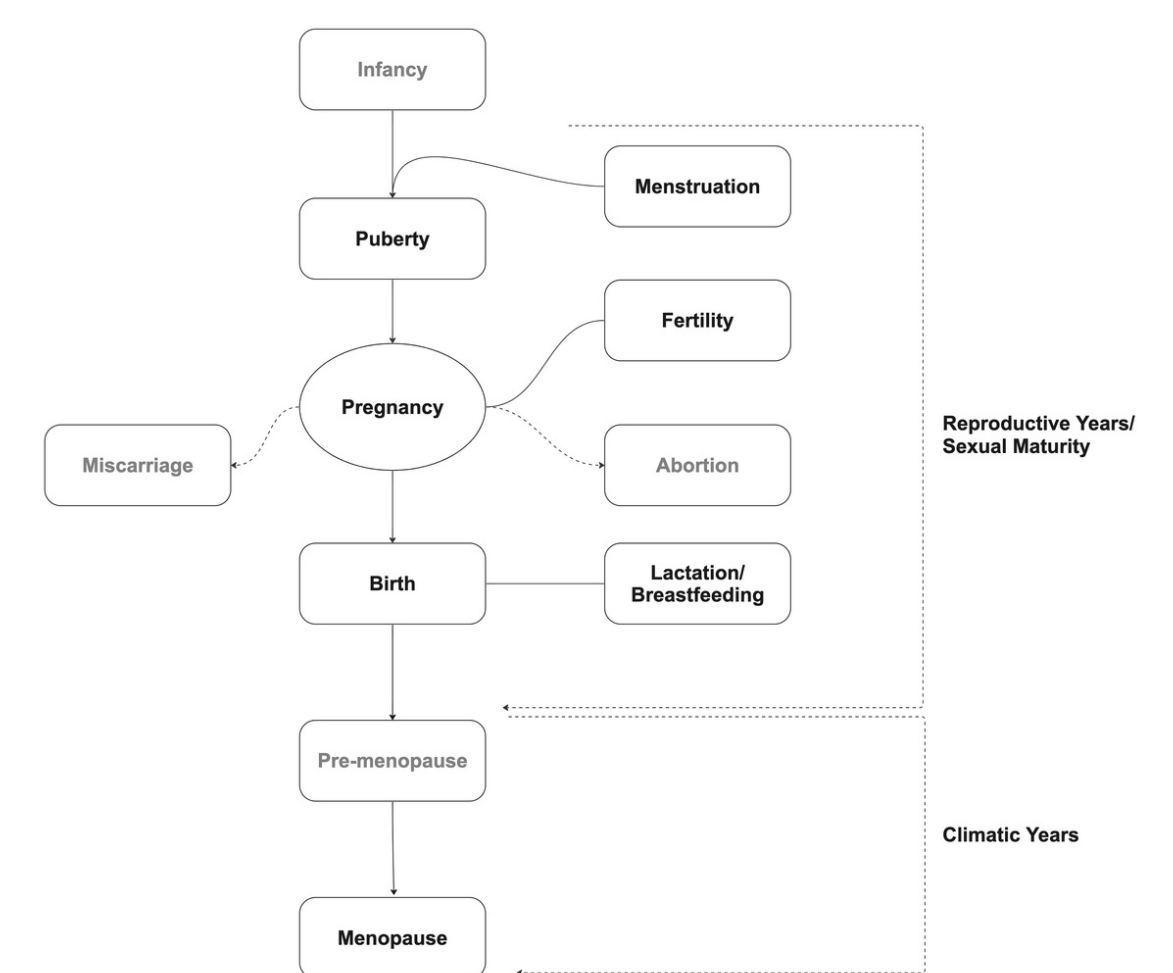 Infancy
Menstruation
Puberty
Fertility
Pregnancy
Reproductive Years/
Sexual Maturity
Miscarriage
Abortion
Birth
Lactation/
Breastfeeding
Pre-menopause
Climatic Years
Menopause